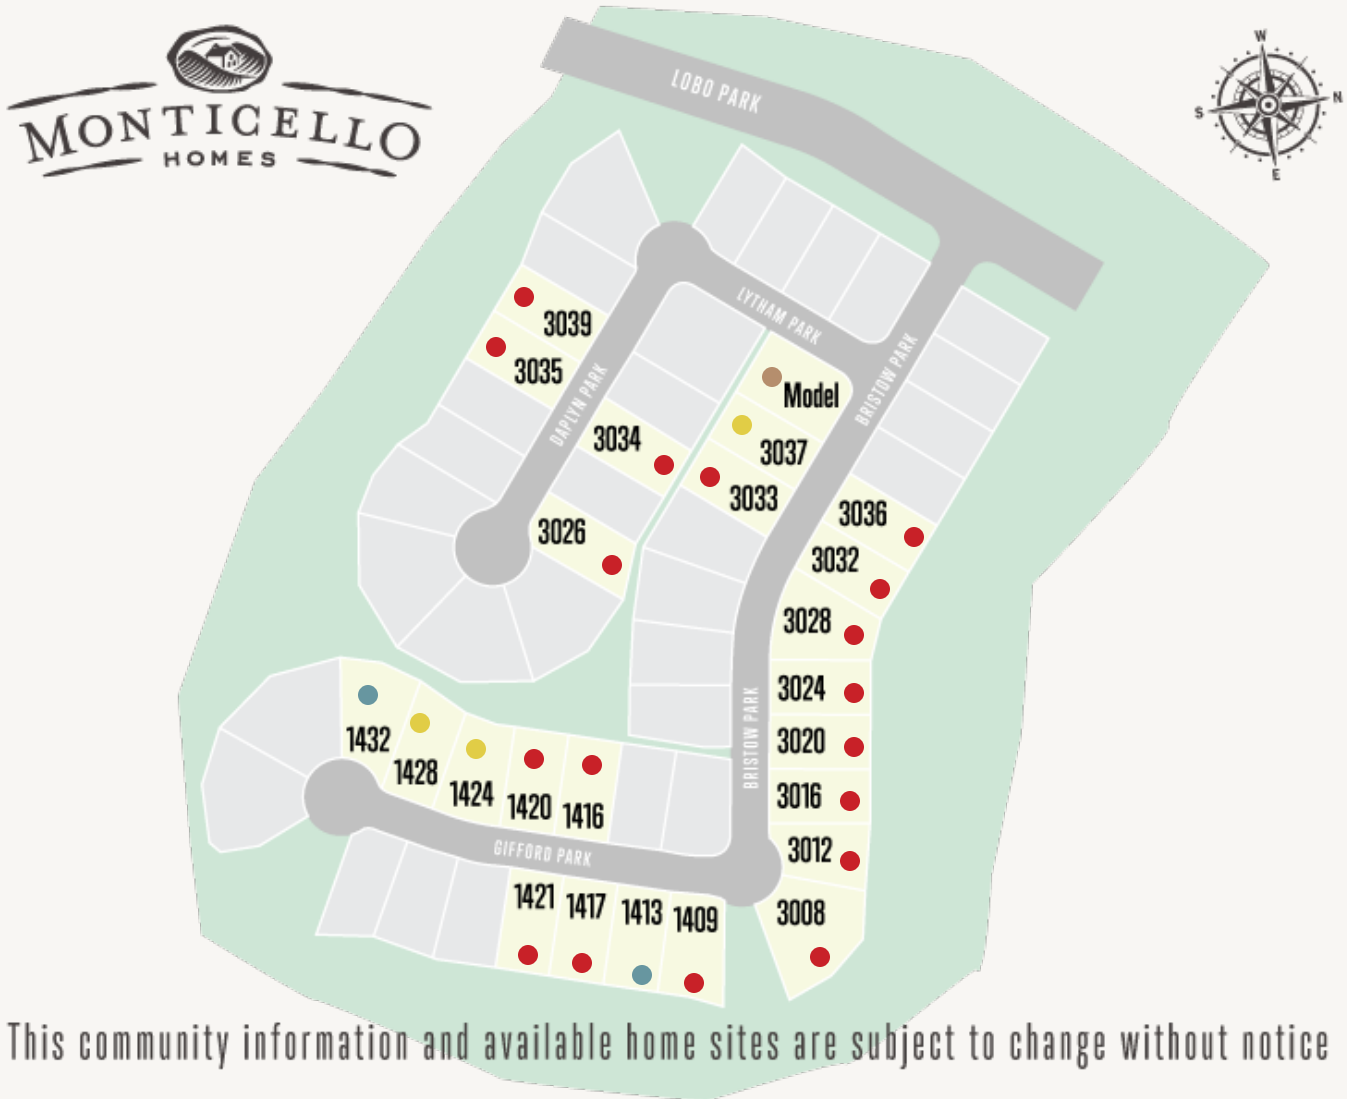 MONTICELLO
HOMES
W
N
S
E
LOBO PARK
LYTHAM PARK
BRISTOW PARK
DAPLYN PARK
3039
3035
3034
3026
Model
3037
3033
3036
3032
3028
3024
3020
3016
3012
3008
BRISTOW PARK
1432
1428
1424
1420
1416
GIFFORD PARK
1421
1417
1413
1409
This community information and available home sites are subject to change without notice